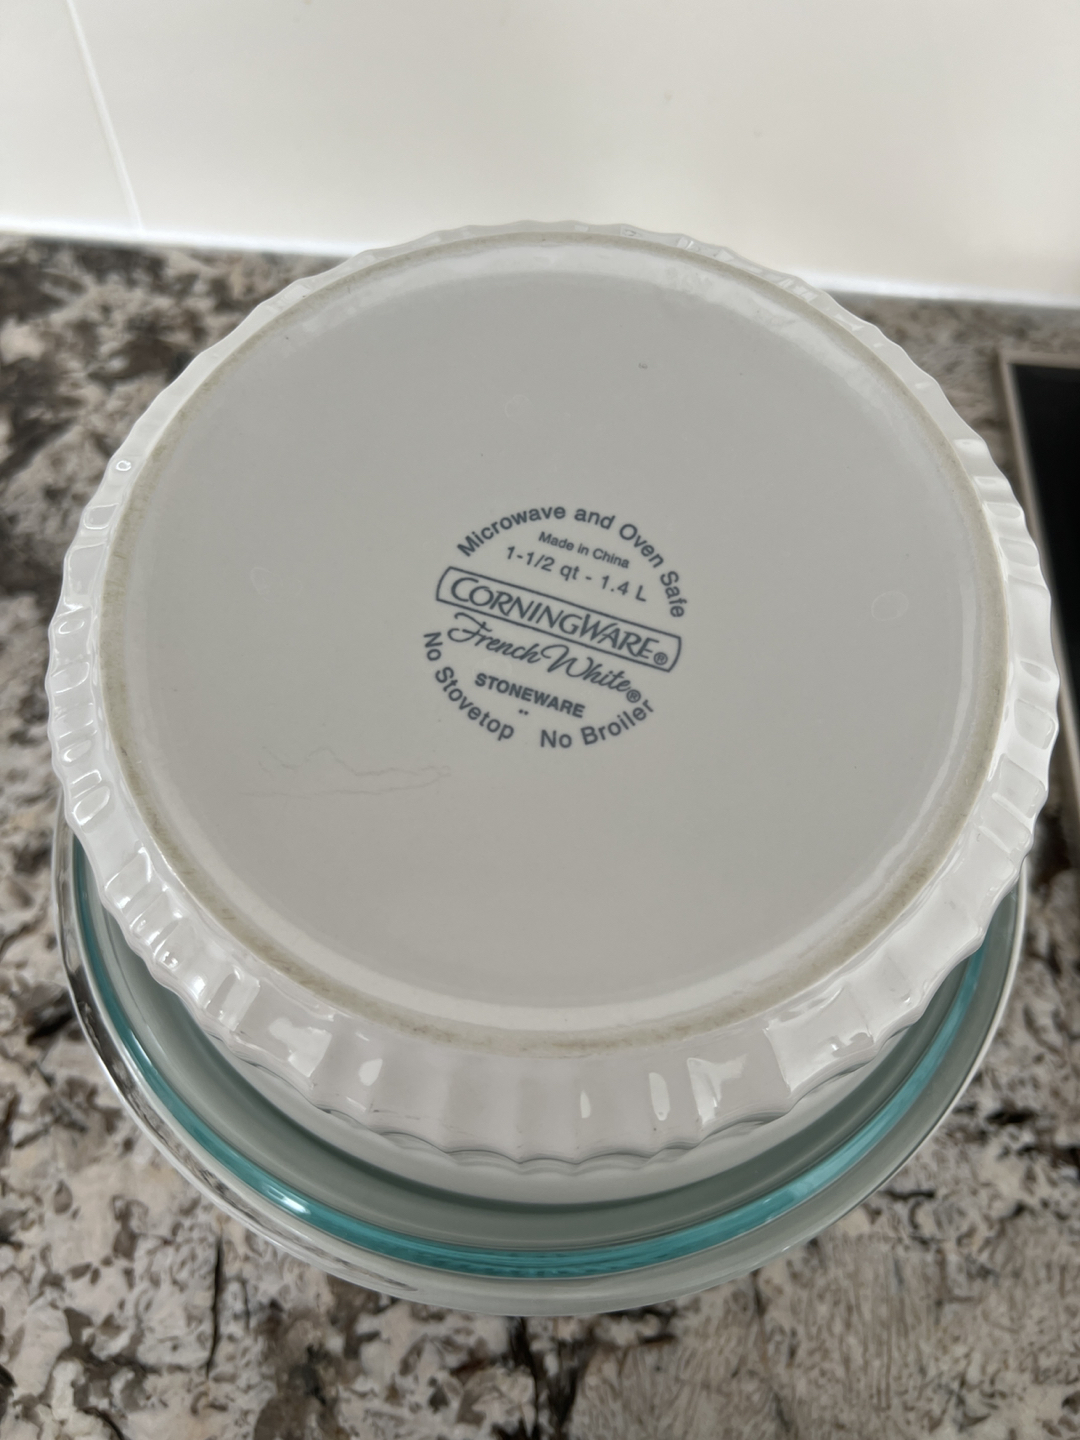 Microwave and Oven Safe
Made in China
1-1/2 qt - 1.4 L
CORNINGWARE®
French White®
STONEWARE
No Stovetop No Broiler